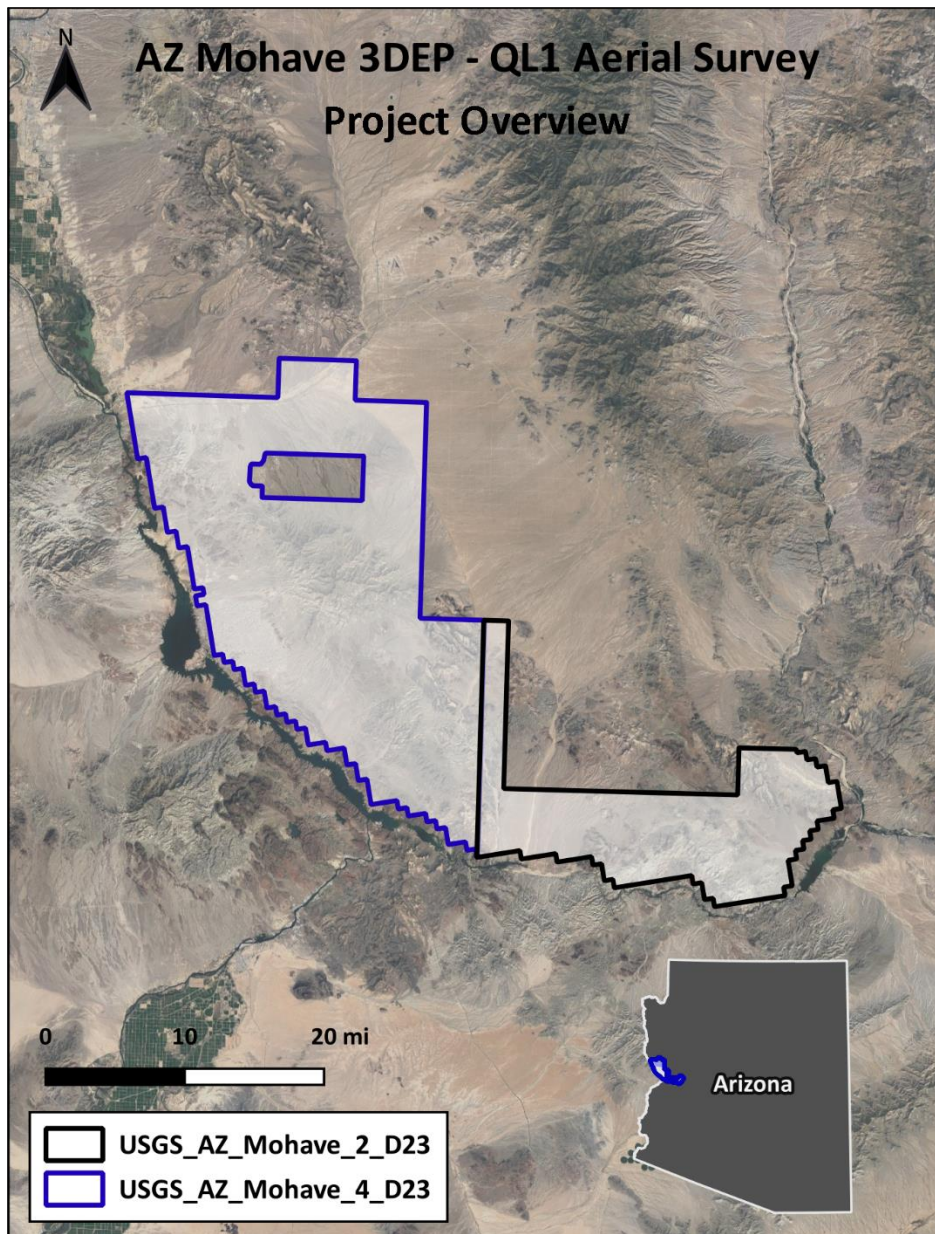 N
AZ Mohave 3DEP - QL1 Aerial Survey
Project Overview
0 10 20 mi
Arizona
USGS_AZ_Mohave_2_D23
USGS_AZ_Mohave_4_D23